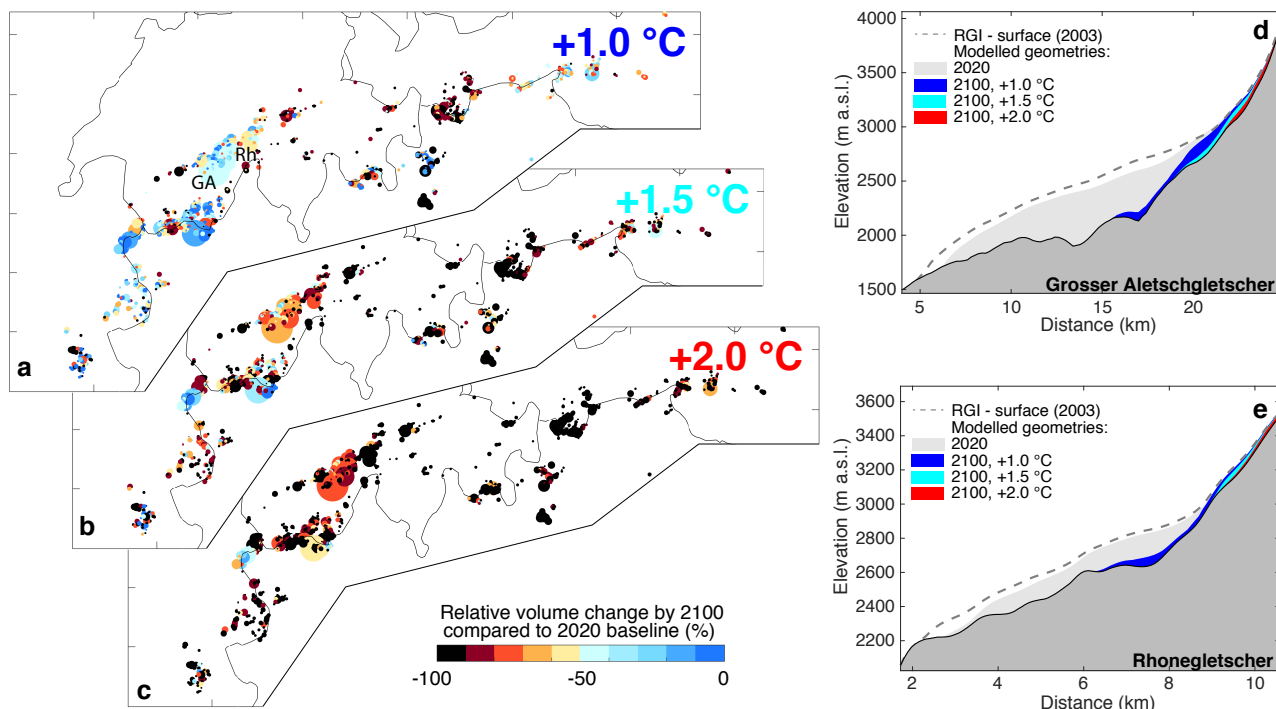 +1.0 °C
Rh.
GA
a
+1.5 °C
b
+2.0 °C
c
Relative volume change by 2100
compared to 2020 baseline (%)
-100
-50
0
d
4000
3500
3000
2500
2000
1500
Elevation (m a.s.l.)
RGI - surface (2003)
Modelled geometries:
2020
2100, +1.0 °C
2100, +1.5 °C
2100, +2.0 °C
Grosser Aletschgletscher
5
10
15
20
Distance (km)
e
3600
3400
3200
3000
2800
2600
2400
2200
Elevation (m a.s.l.)
RGI - surface (2003)
Modelled geometries:
2020
2100, +1.0 °C
2100, +1.5 °C
2100, +2.0 °C
Rhonegletscher
2
4
6
8
10
Distance (km)